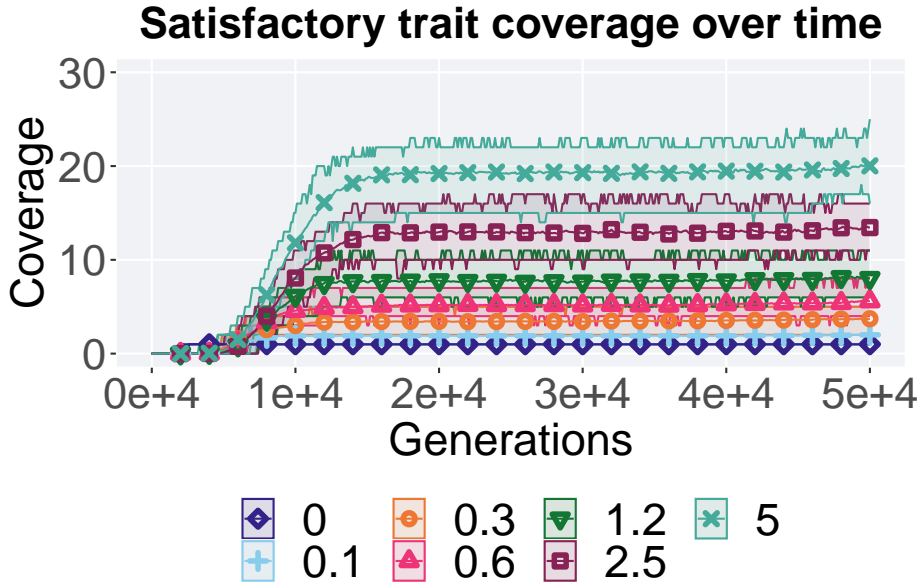 Satisfactory trait coverage over time
30
20
10
0
Coverage
0e+4 1e+4 2e+4 3e+4 4e+4 5e+4
Generations
0 0.3 1.2 5
0.1 0.6 2.5